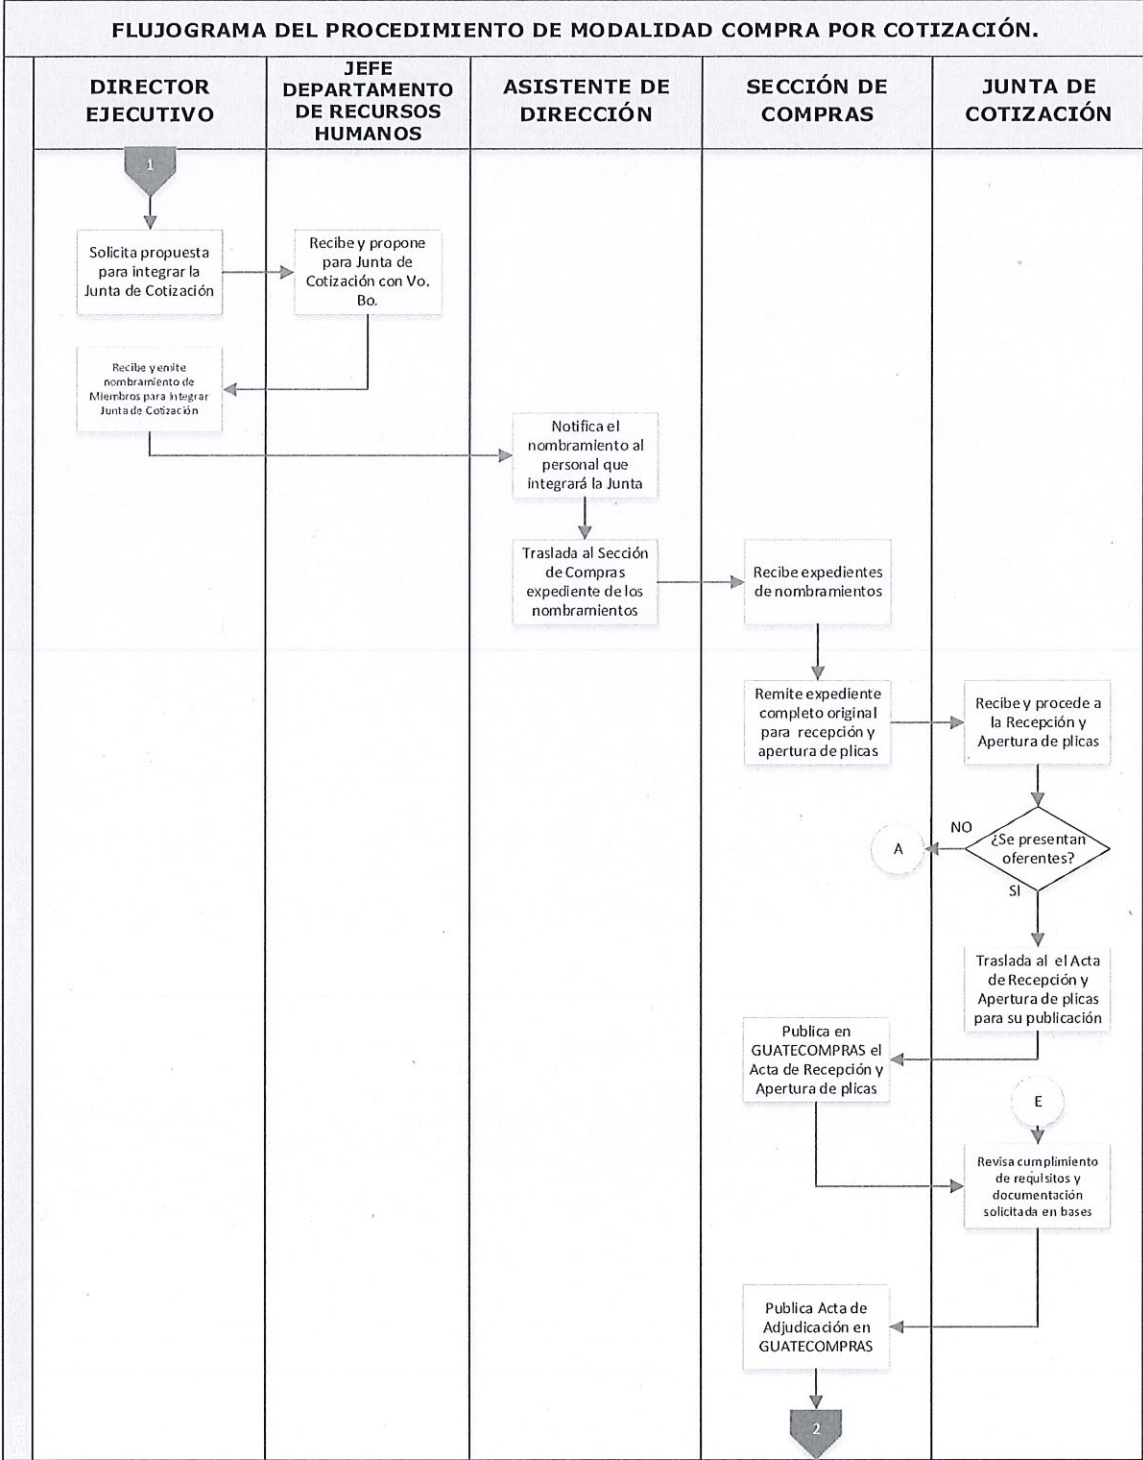 FLUJOGRAMA DEL PROCEDIMIENTO DE MODALIDAD COMPRA POR COTIZACIÓN.
DIRECTOR
EJECUTIVO
JEFE
DEPARTAMENTO
DE RECURSOS
HUMANOS
ASISTENTE DE
DIRECCIÓN
SECCIÓN DE
COMPRAS
JUNTA DE
COTIZACIÓN
1
Solicita propuesta
para integrar la
Junta de Cotización
Recibe y propone
para Junta de
Cotización con Vo.
Bo.
Recibe y emite
nombramiento de
Miembros para integrar
Junta de Cotización
Notifica el
nombramiento al
personal que
integrará la Junta
Traslada al Sección
de Compras
expediente de los
nombramientos
Recibe expedientes
de nombramientos
Remite expediente
completo original
para recepción y
apertura de plicas
Recibe y procede a
la Recepción y
Apertura de plicas
¿Se presentan
oferentes?
NO
A
SI
Traslada al el Acta
de Recepción y
Apertura de plicas
para su publicación
Publica en
GUATECOMPRAS el
Acta de Recepción y
Apertura de plicas
E
Revisa cumplimiento
de requisitos y
documentación
solicitada en bases
Publica Acta de
Adjudicación en
GUATECOMPRAS
2